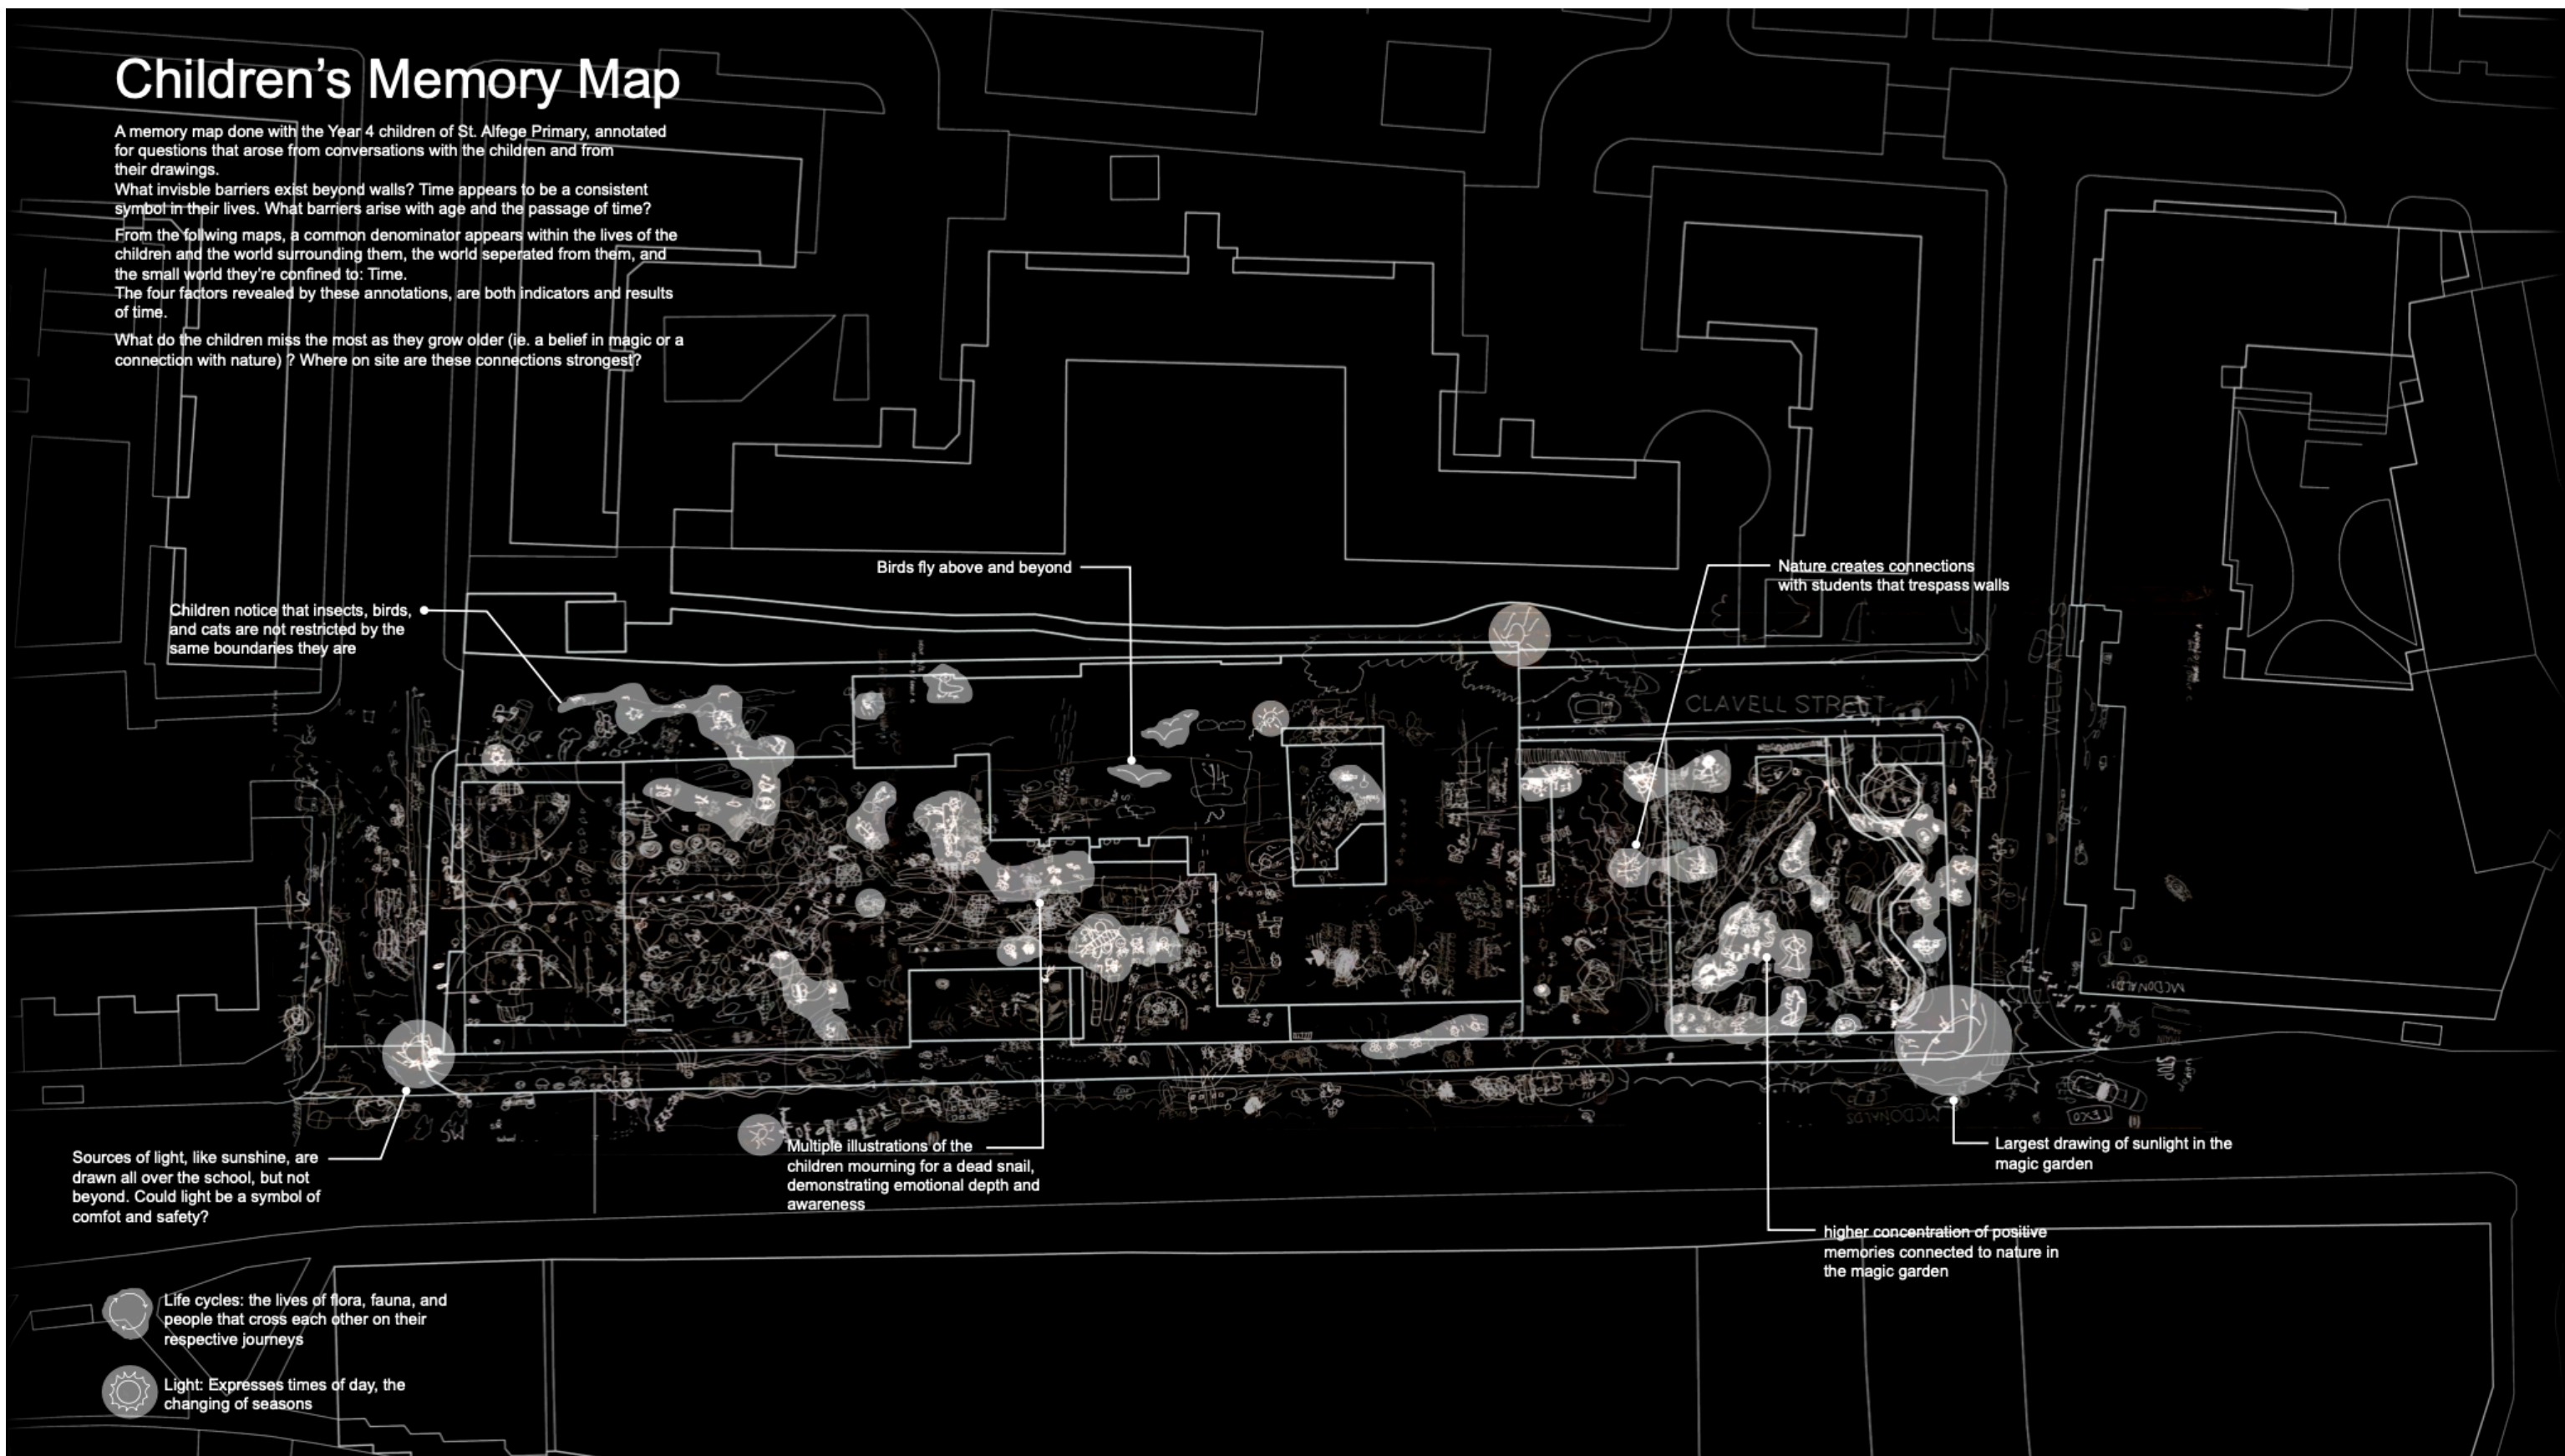 Children's Memory Map
A memory map done with the Year 4 children of St. Alfege Primary, annotated
for questions that arose from conversations with the children and from
their drawings.
What invisble barriers exist beyond walls? Time appears to be a consistent
symbol in their lives. What barriers arise with age and the passage of time?
From the follwing maps, a common denominator appears within the lives of the
children and the world surrounding them, the world seperated from them, and
the small world they're confined to: Time.
The four factors revealed by these annotations, are both indicators and results
of time.
What do the children miss the most as they grow older (ie. a belief in magic or a
connection with nature) ? Where on site are these connections strongest?
Birds fly above and beyond
Nature creates connections
with students that trespass walls
Children notice that insects, birds,
and cats are not restricted by the
same boundaries they are
CLAVELL STREET
MCDONALDS
MCDONALDS
Sources of light, like sunshine, are
drawn all over the school, but not
beyond. Could light be a symbol of
comfot and safety?
Multiple illustrations of the
children mourning for a dead snail,
demonstrating emotional depth and
awareness
Largest drawing of sunlight in the
magic garden
higher concentration of positive
memories connected to nature in
the magic garden
Life cycles: the lives of flora, fauna, and
people that cross each other on their
respective journeys
Light: Expresses times of day, the
changing of seasons